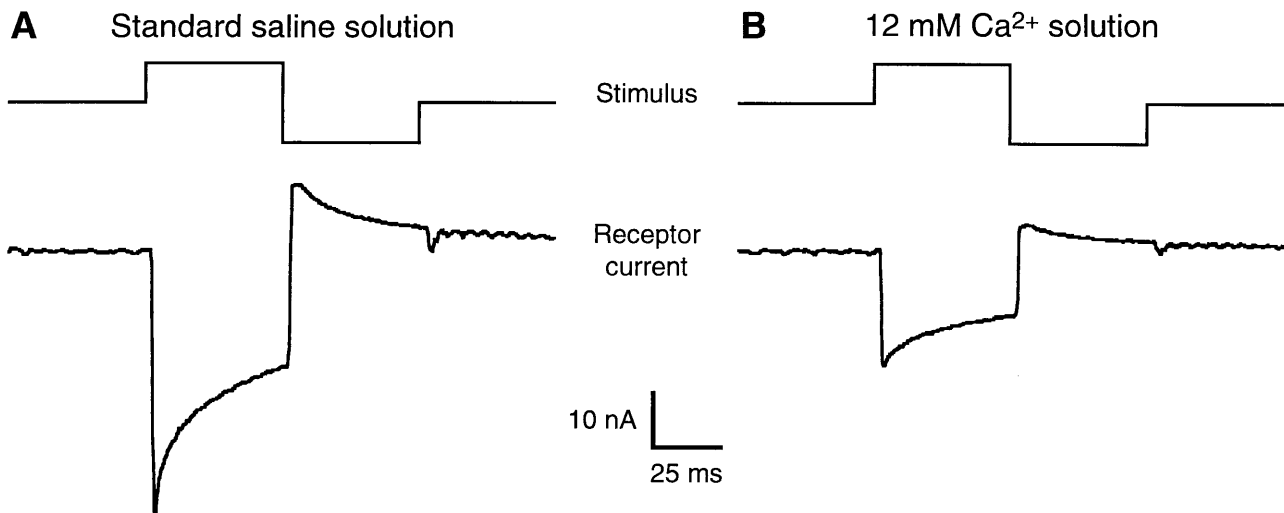 A Standard saline solution
B 12 mM Ca²⁺ solution
Stimulus
Receptor
current
10 nA
25 ms